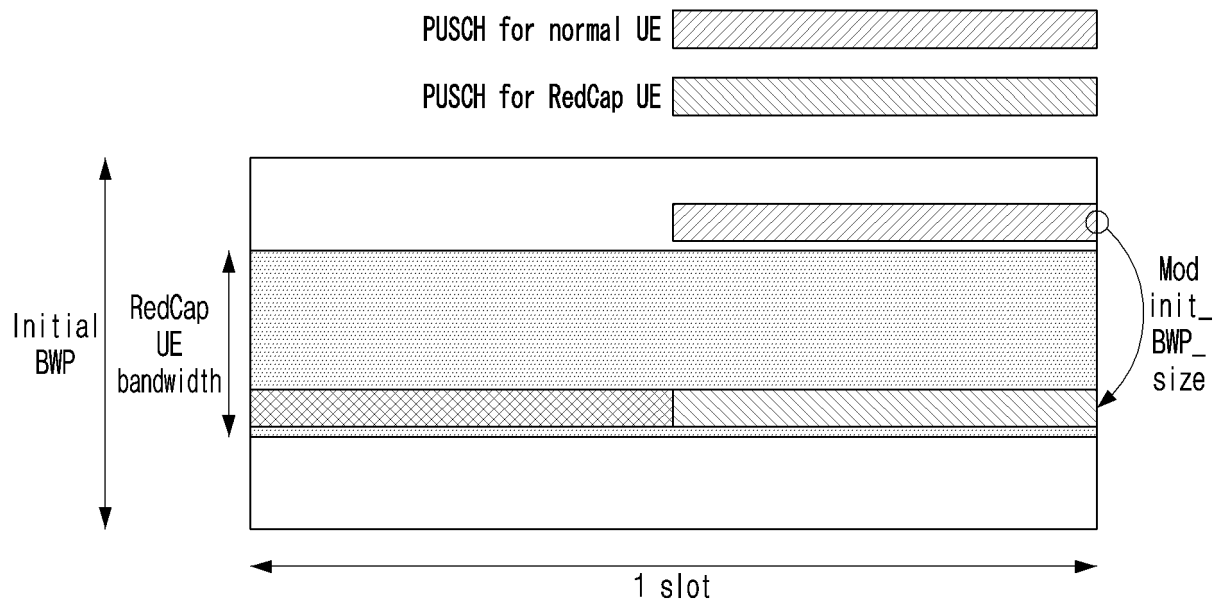 PUSCH for normal UE
PUSCH for RedCap UE
Initial
BWP
RedCap
UE
bandwidth
Mod
init_
BWP_
size
1 slot